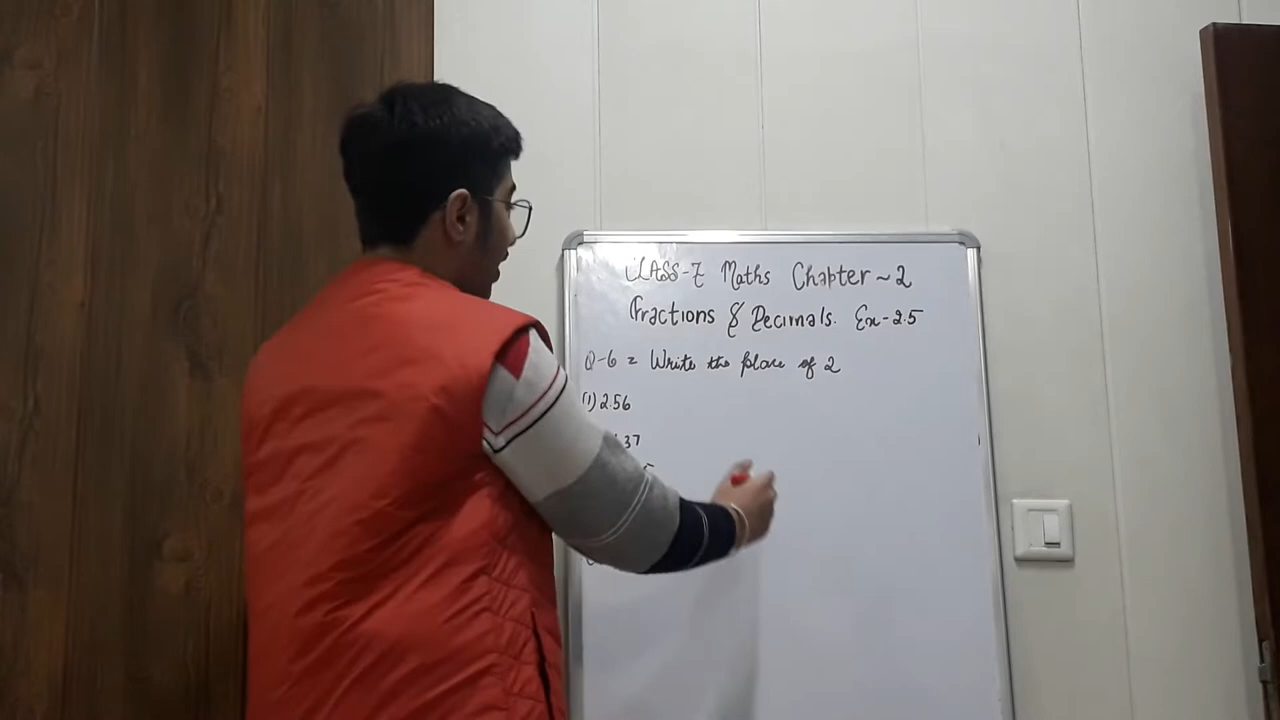 CLASS-7 Maths Chapter~2
Fractions & Decimals. Ex-2.5
Q-6 = Write the place of 2
(1) 2.56
37
5